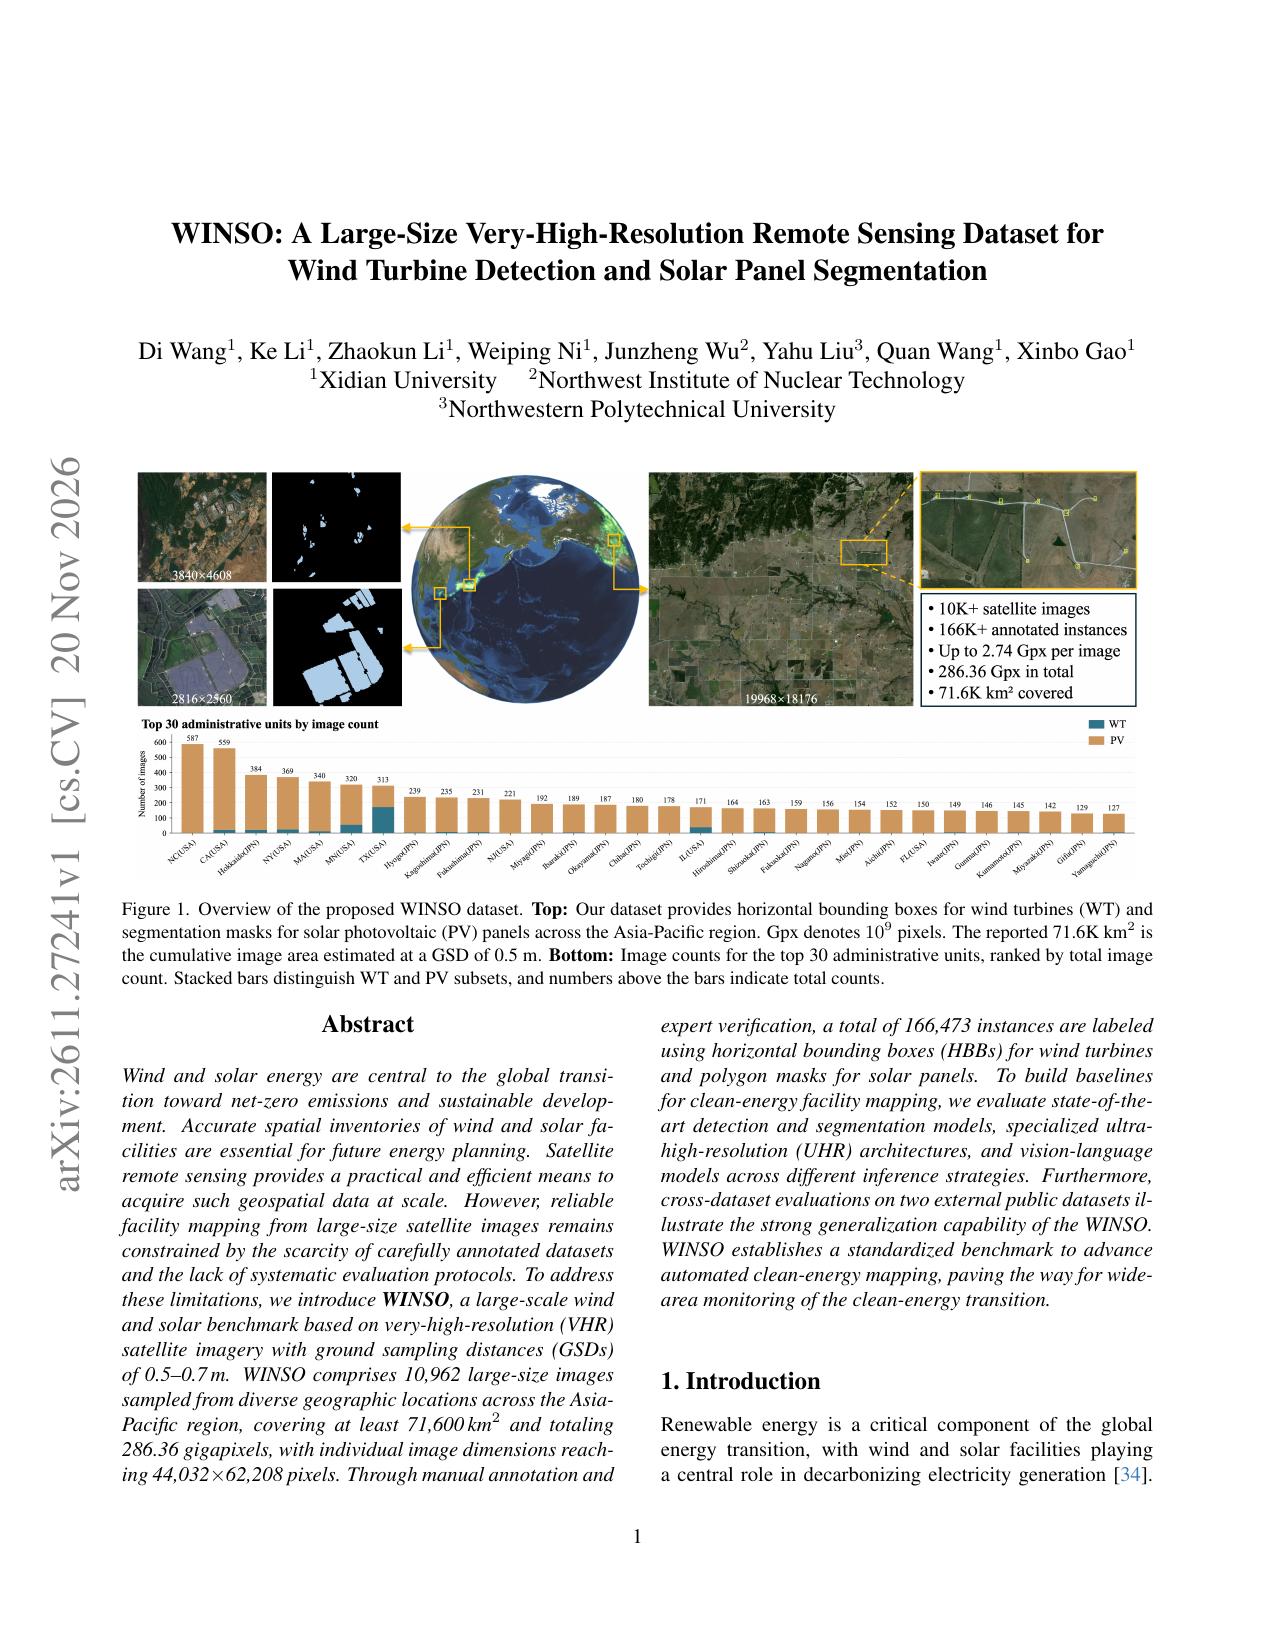 arXiv:2611.27241v1 [cs.CV] 20 Nov 2026
WINSO: A Large-Size Very-High-Resolution Remote Sensing Dataset for
Wind Turbine Detection and Solar Panel Segmentation
Di Wang1, Ke Li1, Zhaokun Li1, Weiping Ni1, Junzheng Wu2, Yahu Liu3, Quan Wang1, Xinbo Gao1
1Xidian University 2Northwest Institute of Nuclear Technology
3Northwestern Polytechnical University
3840×4608
2816×2560
19968×18176
• 10K+ satellite images
• 166K+ annotated instances
• Up to 2.74 Gpx per image
• 286.36 Gpx in total
• 71.6K km² covered
Top 30 administrative units by image count
WT
PV
Number of images
600
500
400
300
200
100
0
587 559 384 369 340 320 313 239 235 231 221 192 189 187 180 178 171 164 163 159 156 154 152 150 149 146 145 142 129 127
NC(USA) CA(USA) Hokkaido(JPN) NY(USA) MA(USA) MN(USA) TX(USA) Hyogo(JPN) Kagoshima(JPN) Fukushima(JPN) NJ(USA) Miyagi(JPN) Ibaraki(JPN) Okayama(JPN) Chiba(JPN) Tochigi(JPN) IL(USA) Hiroshima(JPN) Shizuoka(JPN) Fukuoka(JPN) Nagano(JPN) Mie(JPN) Aichi(JPN) FL(USA) Iwate(JPN) Gunma(JPN) Kumamoto(JPN) Miyazaki(JPN) Gifu(JPN) Yamaguchi(JPN)
Figure 1. Overview of the proposed WINSO dataset. Top: Our dataset provides horizontal bounding boxes for wind turbines (WT) and
segmentation masks for solar photovoltaic (PV) panels across the Asia-Pacific region. Gpx denotes 10⁹ pixels. The reported 71.6K km² is
the cumulative image area estimated at a GSD of 0.5 m. Bottom: Image counts for the top 30 administrative units, ranked by total image
count. Stacked bars distinguish WT and PV subsets, and numbers above the bars indicate total counts.
Abstract
Wind and solar energy are central to the global transi-
tion toward net-zero emissions and sustainable develop-
ment. Accurate spatial inventories of wind and solar fa-
cilities are essential for future energy planning. Satellite
remote sensing provides a practical and efficient means to
acquire such geospatial data at scale. However, reliable
facility mapping from large-size satellite images remains
constrained by the scarcity of carefully annotated datasets
and the lack of systematic evaluation protocols. To address
these limitations, we introduce WINSO, a large-scale wind
and solar benchmark based on very-high-resolution (VHR)
satellite imagery with ground sampling distances (GSDs)
of 0.5–0.7 m. WINSO comprises 10,962 large-size images
sampled from diverse geographic locations across the Asia-
Pacific region, covering at least 71,600 km² and totaling
286.36 gigapixels, with individual image dimensions reach-
ing 44,032×62,208 pixels. Through manual annotation and
expert verification, a total of 166,473 instances are labeled
using horizontal bounding boxes (HBBs) for wind turbines
and polygon masks for solar panels. To build baselines
for clean-energy facility mapping, we evaluate state-of-the-
art detection and segmentation models, specialized ultra-
high-resolution (UHR) architectures, and vision-language
models across different inference strategies. Furthermore,
cross-dataset evaluations on two external public datasets il-
lustrate the strong generalization capability of the WINSO.
WINSO establishes a standardized benchmark to advance
automated clean-energy mapping, paving the way for wide-
area monitoring of the clean-energy transition.
1. Introduction
Renewable energy is a critical component of the global
energy transition, with wind and solar facilities playing
a central role in decarbonizing electricity generation [34].
1